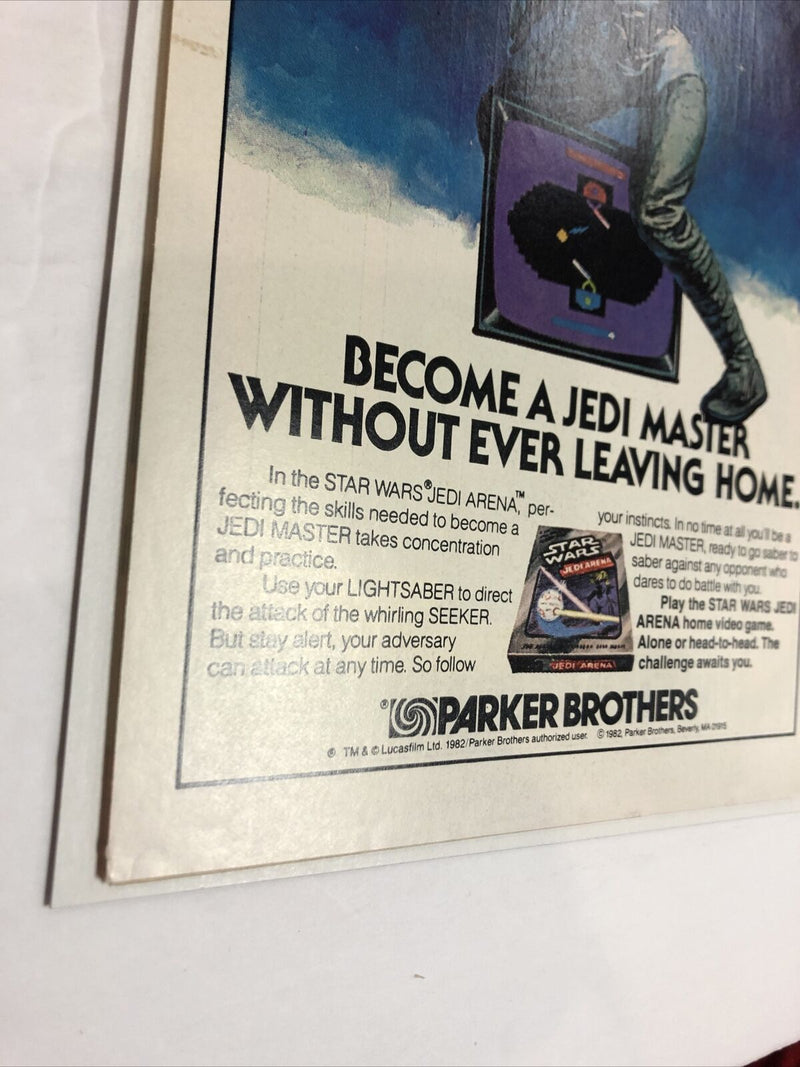 BECOME A JEDI MASTER
WITHOUT EVER LEAVING HOME.
In the STAR WARS® JEDI ARENA,™ per-
fecting the skills needed to become a
JEDI MASTER takes concentration
and practice.
Use your LIGHTSABER to direct
the attack of the whirling SEEKER.
But stay alert, your adversary
can attack at any time. So follow
your instincts. In no time at all you'll be a
JEDI MASTER, ready to go saber to
saber against any opponent who
dares to do battle with you.
Play the STAR WARS JEDI
ARENA home video game.
Alone or head-to-head. The
challenge awaits you.
STAR
WARS
JEDI ARENA
JEDI ARENA
® PARKER BROTHERS
® TM & © Lucasfilm Ltd. 1982/Parker Brothers authorized user. © 1982, Parker Brothers, Beverly, MA 01915